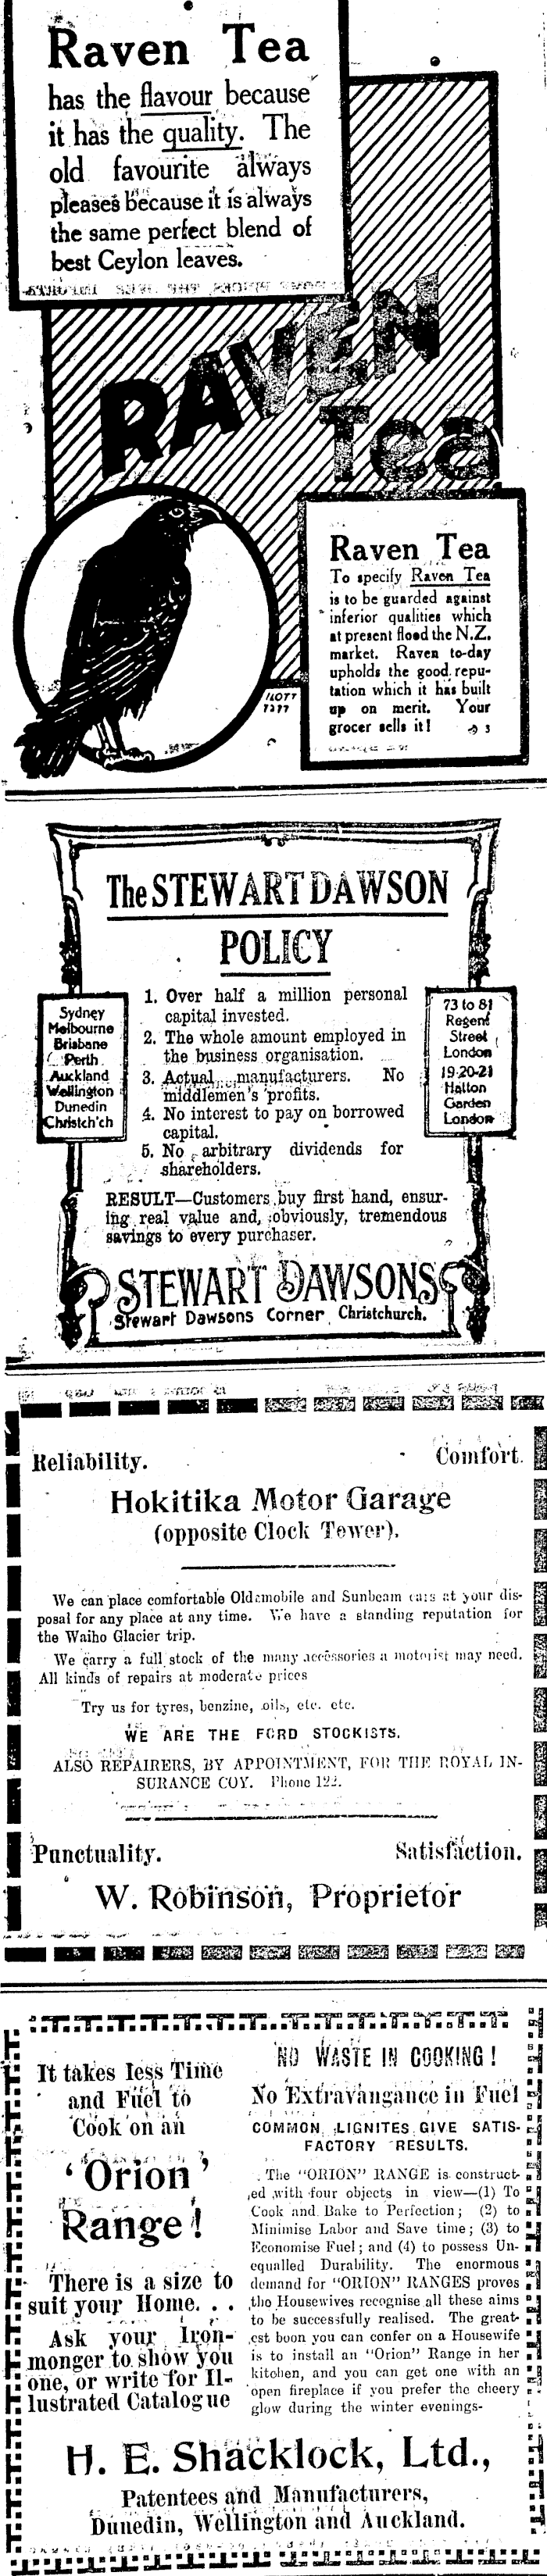 Raven Tea
has the flavour because
it has the quality. The
old favourite always
pleases because it is always
the same perfect blend of
best Ceylon leaves.
RAVEN
Tea
Raven Tea
To specify Raven Tea
is to be guarded against
inferior qualities which
at present flood the N.Z.
market. Raven to-day
upholds the good repu-
tation which it has built
up on merit. Your
grocer sells it! 3
The STEWART DAWSON
POLICY
Sydney
Melbourne
Brisbane
Perth
Auckland
Wellington
Dunedin
Christch'ch
1. Over half a million personal
capital invested.
2. The whole amount employed in
the business organisation.
3. Actual manufacturers. No
middlemen's profits.
4. No interest to pay on borrowed
capital.
5. No arbitrary dividends for
shareholders.
73 to 81
Regent
Street
London
19-20-21
Hatton
Garden
London
RESULT—Customers buy first hand, ensur-
ing real value and, obviously, tremendous
savings to every purchaser.
STEWART DAWSONS
Stewart Dawsons Corner Christchurch.
Reliability. Comfort.
Hokitika Motor Garage
(opposite Clock Tower).
We can place comfortable Oldsmobile and Sunbeam cars at your dis-
posal for any place at any time. We have a standing reputation for
the Waiho Glacier trip.
We carry a full stock of the many accessories a motorist may need.
All kinds of repairs at moderate prices
Try us for tyres, benzine, oils, etc. etc.
WE ARE THE FORD STOCKISTS.
ALSO REPAIRERS, BY APPOINTMENT, FOR THE ROYAL IN-
SURANCE COY. Phone 122.
Punctuality. Satisfaction.
W. Robinson, Proprietor
It takes less Time
and Fuel to
Cook on an
'Orion'
Range!
There is a size to
suit your Home. . .
Ask your Iron-
monger to show you
one, or write for Il-
lustrated Catalogue
NO WASTE IN COOKING!
No Extravangance in Fuel
COMMON LIGNITES GIVE SATIS-
FACTORY RESULTS.
The "ORION" RANGE is construct-
ed with four objects in view—(1) To
Cook and Bake to Perfection; (2) to
Minimise Labor and Save time; (3) to
Economise Fuel; and (4) to possess Un-
equalled Durability. The enormous
demand for "ORION" RANGES proves
the Housewives recognise all these aims
to be successfully realised. The great-
est boon you can confer on a Housewife
is to install an "Orion" Range in her
kitchen, and you can get one with an
open fireplace if you prefer the cheery
glow during the winter evenings-
H. E. Shacklock, Ltd.,
Patentees and Manufacturers,
Dunedin, Wellington and Auckland.